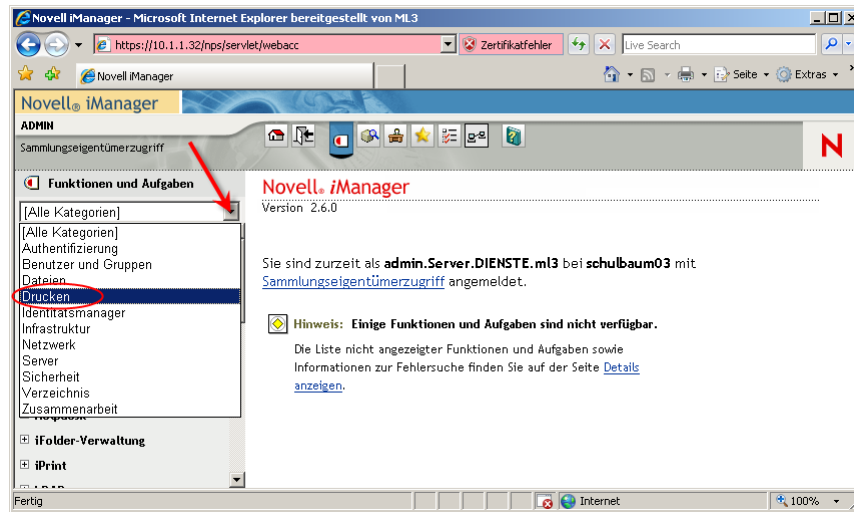 Novell iManager - Microsoft Internet Explorer bereitgestellt von ML3
https://10.1.1.32/nps/servlet/webacc
Zertifikatfehler
Live Search
Novell iManager
Seite
Extras
Novell® iManager
ADMIN
Sammlungseigentümerzugriff
N
Funktionen und Aufgaben
[Alle Kategorien]
[Alle Kategorien]
Authentifizierung
Benutzer und Gruppen
Dateien
Drucken
Identitätsmanager
Infrastruktur
Netzwerk
Server
Sicherheit
Verzeichnis
Zusammenarbeit
iFolder-Verwaltung
iPrint
Novell® iManager
Version 2.6.0
Sie sind zurzeit als admin.Server.DIENSTE.ml3 bei schulbaum03 mit
Sammlungseigentümerzugriff angemeldet.
Hinweis: Einige Funktionen und Aufgaben sind nicht verfügbar.
Die Liste nicht angezeigter Funktionen und Aufgaben sowie
Informationen zur Fehlersuche finden Sie auf der Seite Details
anzeigen.
Fertig
Internet
100%